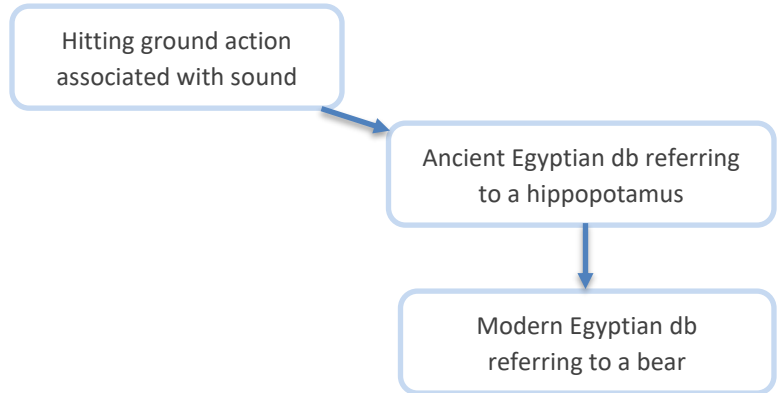 Hitting ground action
associated with sound
Ancient Egyptian db referring
to a hippopotamus
Modern Egyptian db
referring to a bear